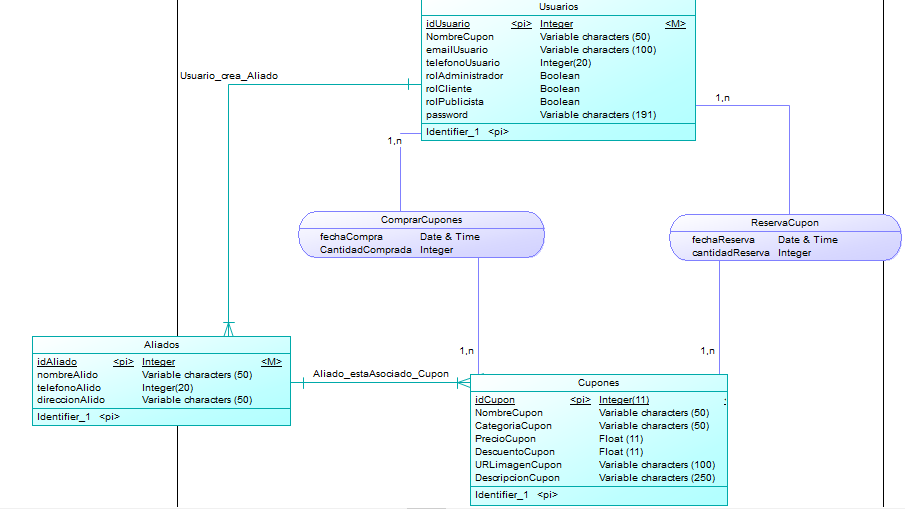 Usuarios
idUsuario <pi> Integer <M>
NombreCupon Variable characters (50)
emailUsuario Variable characters (100)
telefonoUsuario Integer(20)
rolAdministrador Boolean
rolCliente Boolean
rolPublicista Boolean
password Variable characters (191)
Identifier_1 <pi>
Usuario_crea_Aliado
1,n
1,n
ComprarCupones
fechaCompra Date & Time
CantidadComprada Integer
ReservaCupon
fechaReserva Date & Time
cantidadReserva Integer
Aliados
idAliado <pi> Integer <M>
nombreAlido Variable characters (50)
telefonoAlido Integer(20)
direccionAlido Variable characters (50)
Identifier_1 <pi>
Aliado_estaAsociado_Cupon
1,n
1,n
Cupones
idCupon <pi> Integer(11)
NombreCupon Variable characters (50)
CategoriaCupon Variable characters (50)
PrecioCupon Float (11)
DescuentoCupon Float (11)
URLimagenCupon Variable characters (100)
DescripcionCupon Variable characters (250)
Identifier_1 <pi>